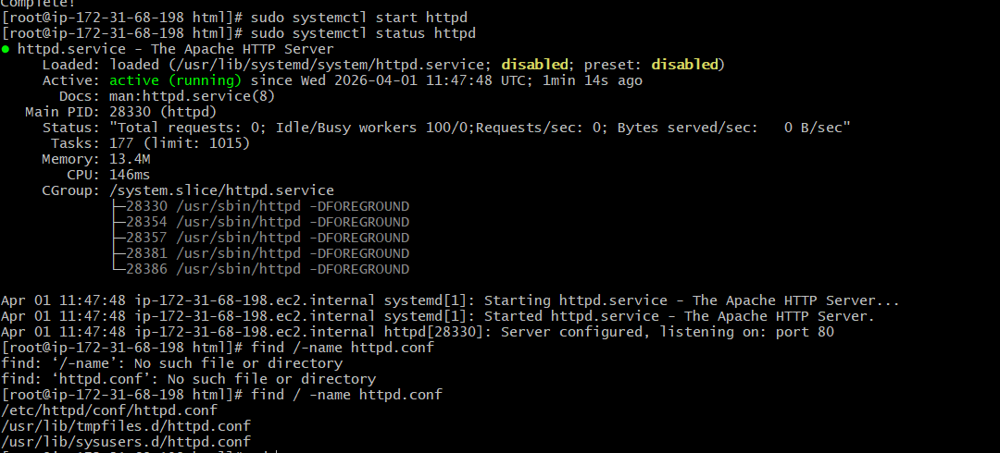 Complete!
[root@ip-172-31-68-198 html]# sudo systemctl start httpd
[root@ip-172-31-68-198 html]# sudo systemctl status httpd
● httpd.service - The Apache HTTP Server
     Loaded: loaded (/usr/lib/systemd/system/httpd.service; disabled; preset: disabled)
     Active: active (running) since Wed 2026-04-01 11:47:48 UTC; 1min 14s ago
       Docs: man:httpd.service(8)
   Main PID: 28330 (httpd)
     Status: "Total requests: 0; Idle/Busy workers 100/0;Requests/sec: 0; Bytes served/sec:   0 B/sec"
      Tasks: 177 (limit: 1015)
     Memory: 13.4M
        CPU: 146ms
     CGroup: /system.slice/httpd.service
             ├─28330 /usr/sbin/httpd -DFOREGROUND
             ├─28354 /usr/sbin/httpd -DFOREGROUND
             ├─28357 /usr/sbin/httpd -DFOREGROUND
             ├─28381 /usr/sbin/httpd -DFOREGROUND
             └─28386 /usr/sbin/httpd -DFOREGROUND

Apr 01 11:47:48 ip-172-31-68-198.ec2.internal systemd[1]: Starting httpd.service - The Apache HTTP Server...
Apr 01 11:47:48 ip-172-31-68-198.ec2.internal systemd[1]: Started httpd.service - The Apache HTTP Server.
Apr 01 11:47:48 ip-172-31-68-198.ec2.internal httpd[28330]: Server configured, listening on: port 80
[root@ip-172-31-68-198 html]# find /-name httpd.conf
find: ‘/-name’: No such file or directory
find: ‘httpd.conf’: No such file or directory
[root@ip-172-31-68-198 html]# find / -name httpd.conf
/etc/httpd/conf/httpd.conf
/usr/lib/tmpfiles.d/httpd.conf
/usr/lib/sysusers.d/httpd.conf